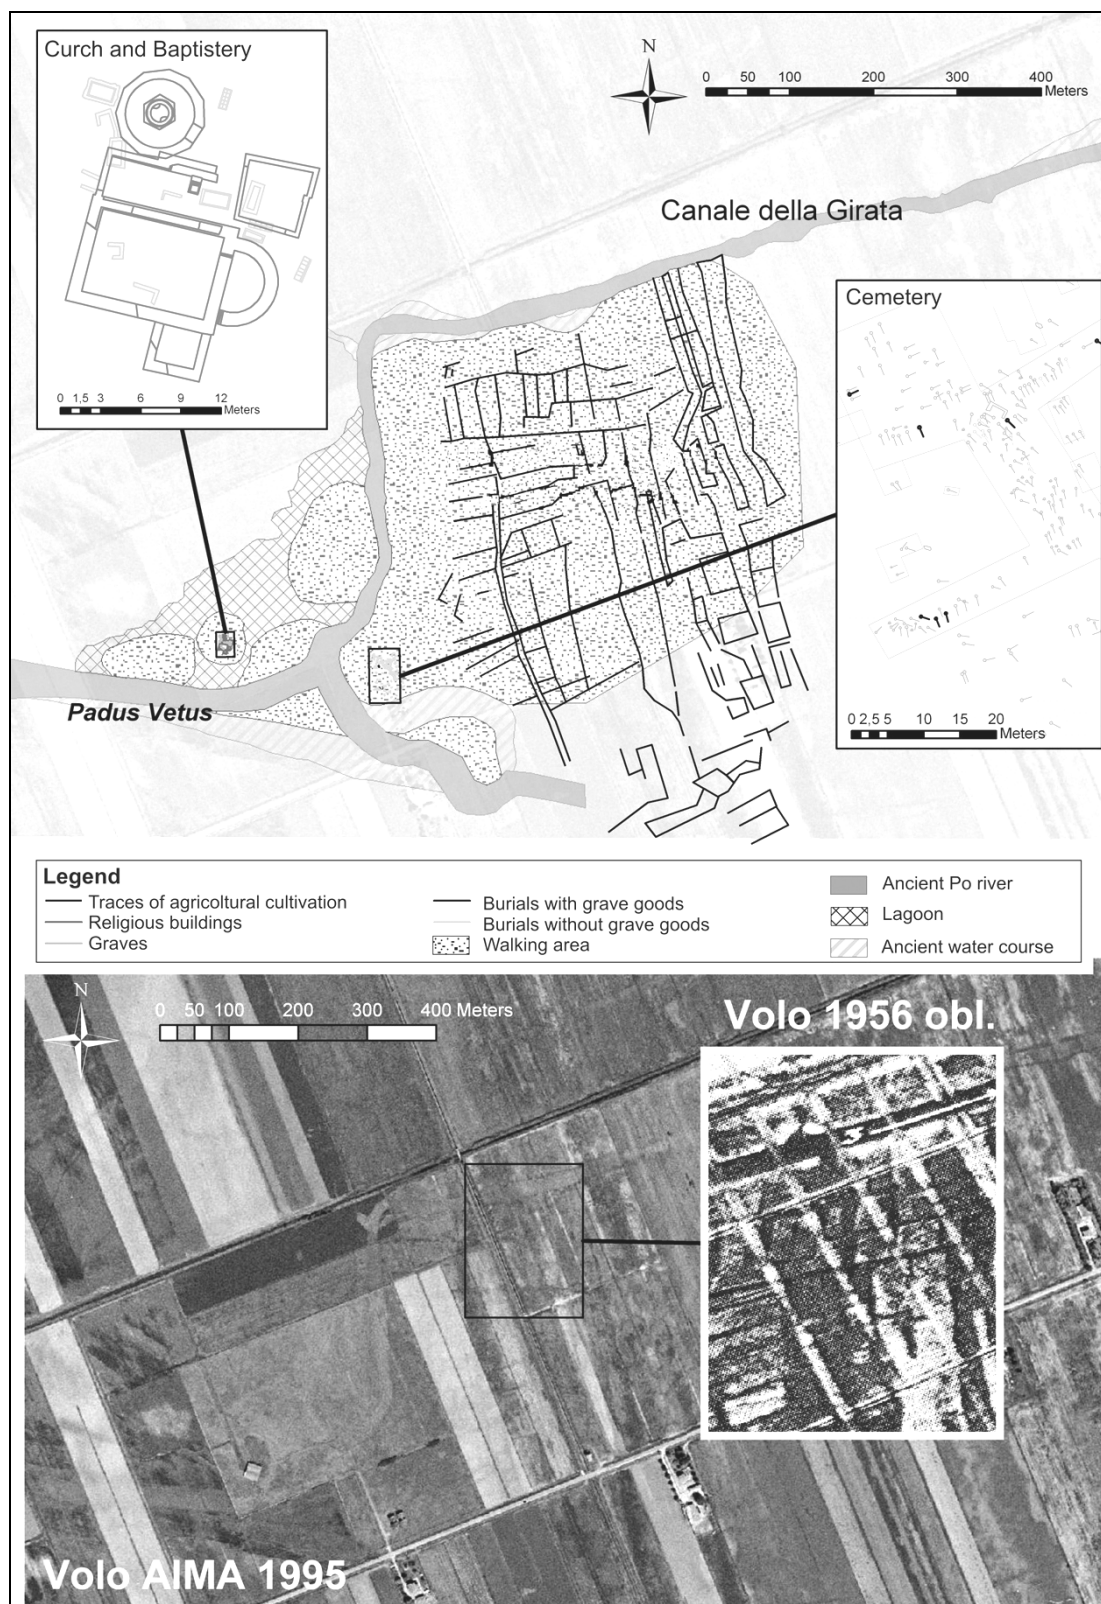 Curch and Baptistery
0 1,5 3 6 9 12
Meters
N
0 50 100 200 300 400
Meters
Canale della Girata
Cemetery
0 2,5 5 10 15 20
Meters
Padus Vetus
Legend
Traces of agricoltural cultivation
Religious buildings
Graves
Burials with grave goods
Burials without grave goods
Walking area
Ancient Po river
Lagoon
Ancient water course
N
0 50 100 200 300 400 Meters
Volo 1956 obl.
Volo AIMA 1995